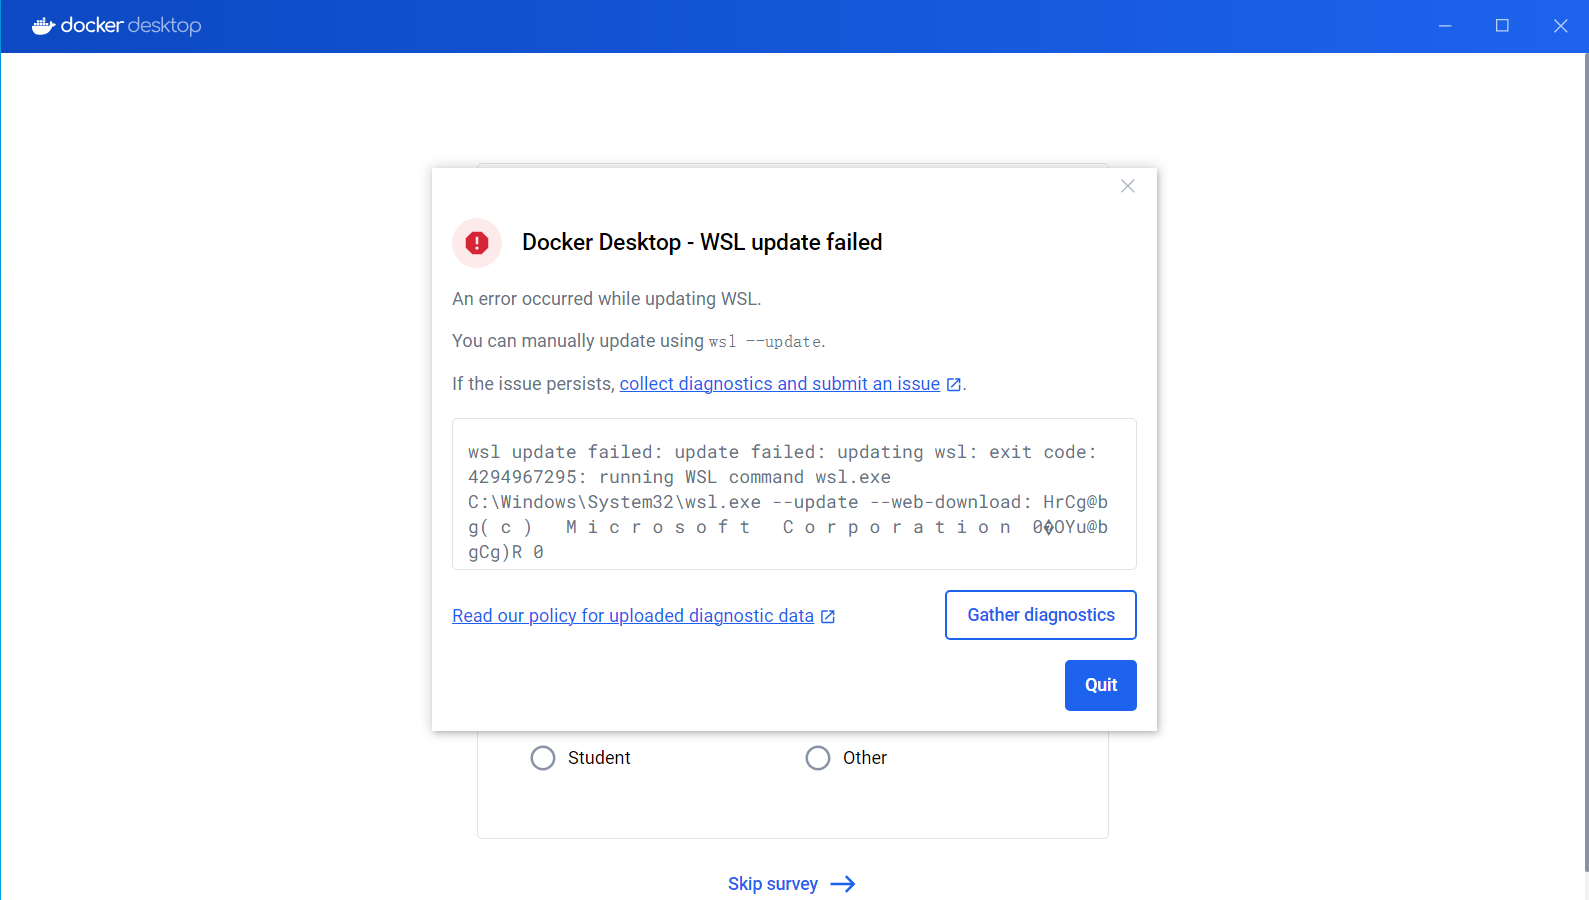 docker desktop
Docker Desktop - WSL update failed
An error occurred while updating WSL.
You can manually update using wsl --update.
If the issue persists, collect diagnostics and submit an issue.
wsl update failed: update failed: updating wsl: exit code:
4294967295: running WSL command wsl.exe
C:\Windows\System32\wsl.exe --update --web-download: HrCg@b
g( c )   M i c r o s o f t   C o r p o r a t i o n  0�OYu@b
gCg)R 0
Read our policy for uploaded diagnostic data
Gather diagnostics
Quit
Student
Other
Skip survey →